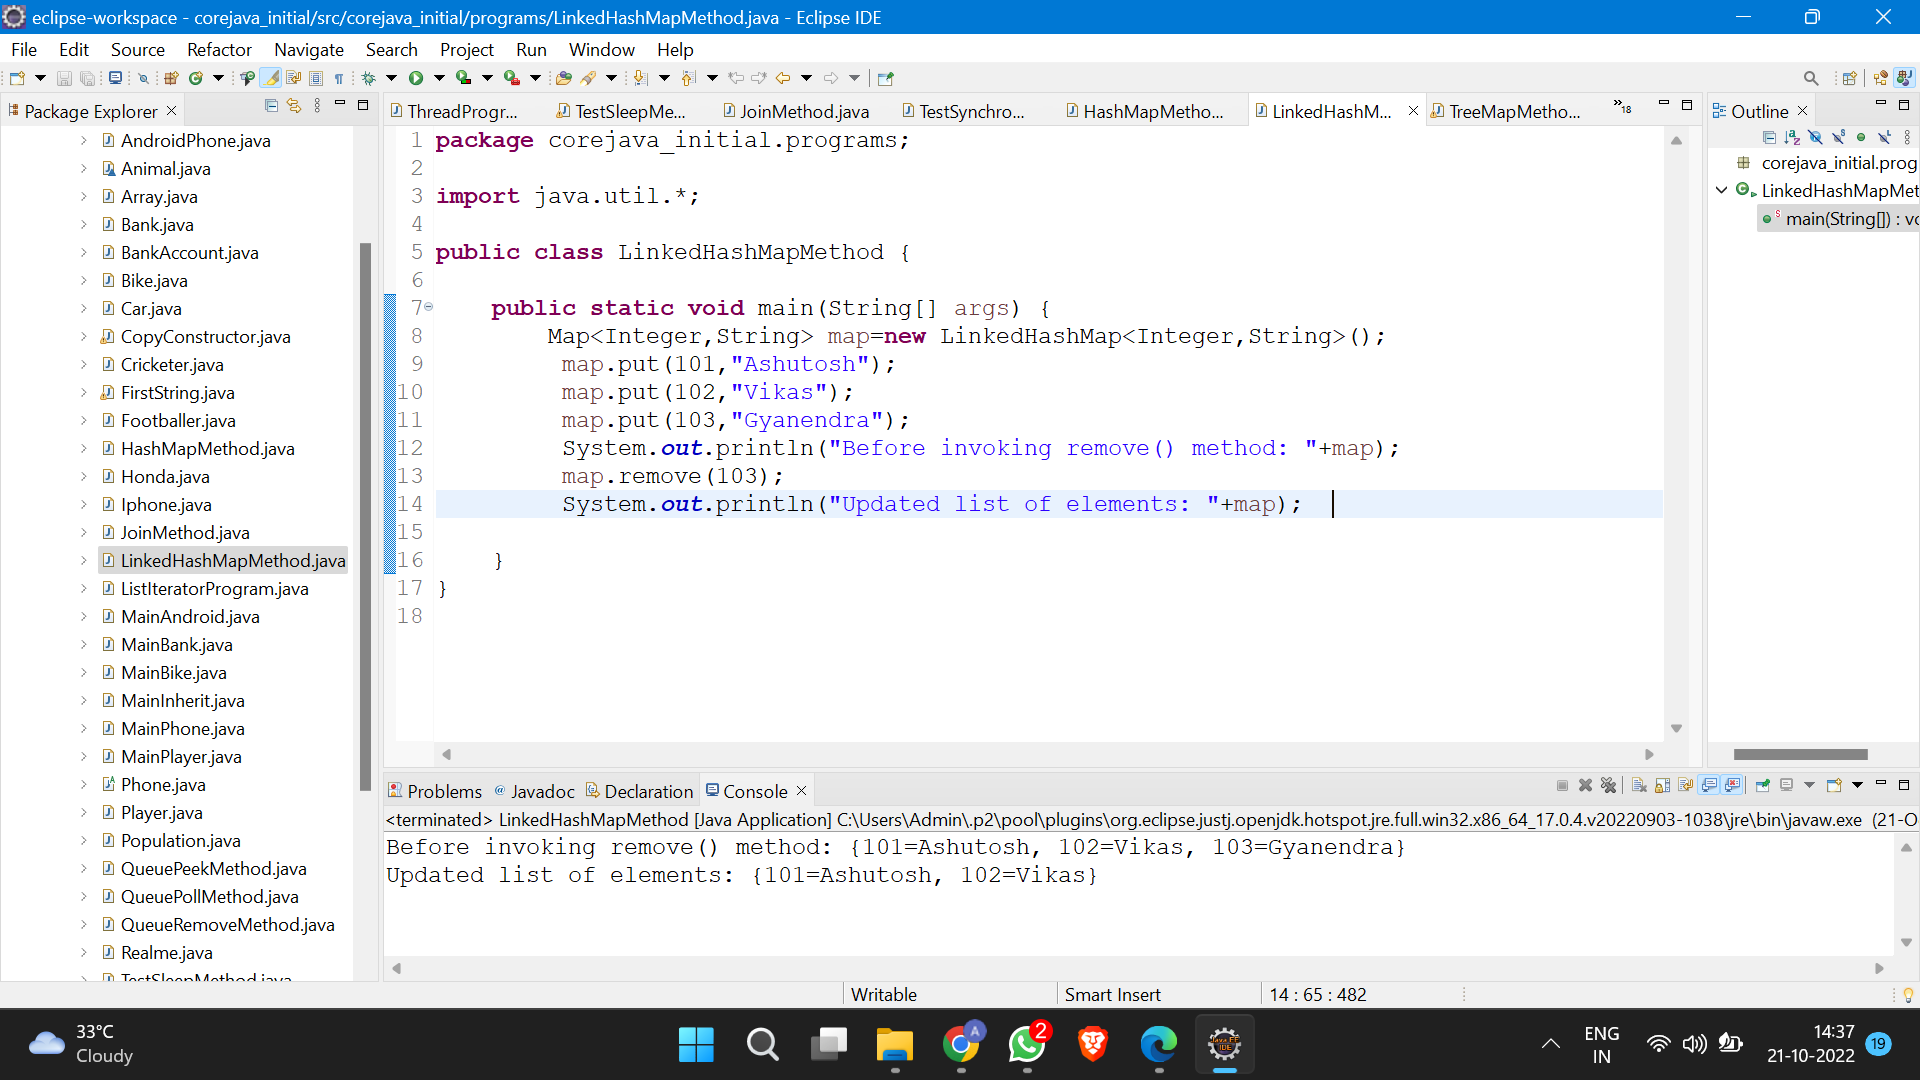 eclipse-workspace - corejava_initial/src/corejava_initial/programs/LinkedHashMapMethod.java - Eclipse IDE
File Edit Source Refactor Navigate Search Project Run Window Help
Package Explorer
AndroidPhone.java
Animal.java
Array.java
Bank.java
BankAccount.java
Bike.java
Car.java
CopyConstructor.java
Cricketer.java
FirstString.java
Footballer.java
HashMapMethod.java
Honda.java
Iphone.java
JoinMethod.java
LinkedHashMapMethod.java
ListIteratorProgram.java
MainAndroid.java
MainBank.java
MainBike.java
MainInherit.java
MainPhone.java
MainPlayer.java
Phone.java
Player.java
Population.java
QueuePeekMethod.java
QueuePollMethod.java
QueueRemoveMethod.java
Realme.java
TestSleepMethod.java
ThreadProgr... TestSleepMe... JoinMethod.java TestSynchro... HashMapMetho... LinkedHashM... TreeMapMetho... »18
1 package corejava_initial.programs;
2
3 import java.util.*;
4
5 public class LinkedHashMapMethod {
6
7 public static void main(String[] args) {
8 Map<Integer,String> map=new LinkedHashMap<Integer,String>();
9 map.put(101,"Ashutosh");
10 map.put(102,"Vikas");
11 map.put(103,"Gyanendra");
12 System.out.println("Before invoking remove() method: "+map);
13 map.remove(103);
14 System.out.println("Updated list of elements: "+map);
15
16 }
17 }
18
Outline
corejava_initial.prog
LinkedHashMapMet
main(String[]) : vo
Problems @ Javadoc Declaration Console
<terminated> LinkedHashMapMethod [Java Application] C:\Users\Admin\.p2\pool\plugins\org.eclipse.justj.openjdk.hotspot.jre.full.win32.x86_64_17.0.4.v20220903-1038\jre\bin\javaw.exe (21-O
Before invoking remove() method: {101=Ashutosh, 102=Vikas, 103=Gyanendra}
Updated list of elements: {101=Ashutosh, 102=Vikas}
Writable Smart Insert 14 : 65 : 482
33°C
Cloudy
A
2
ENG
IN
14:37
21-10-2022
19